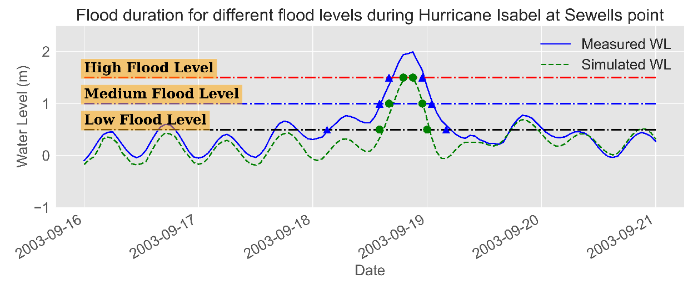 Flood duration for different flood levels during Hurricane Isabel at Sewells point
Measured WL
Simulated WL
High Flood Level
Medium Flood Level
Low Flood Level
Water Level (m)
2
1
0
−1
2003-09-16
2003-09-17
2003-09-18
2003-09-19
2003-09-20
2003-09-21
Date